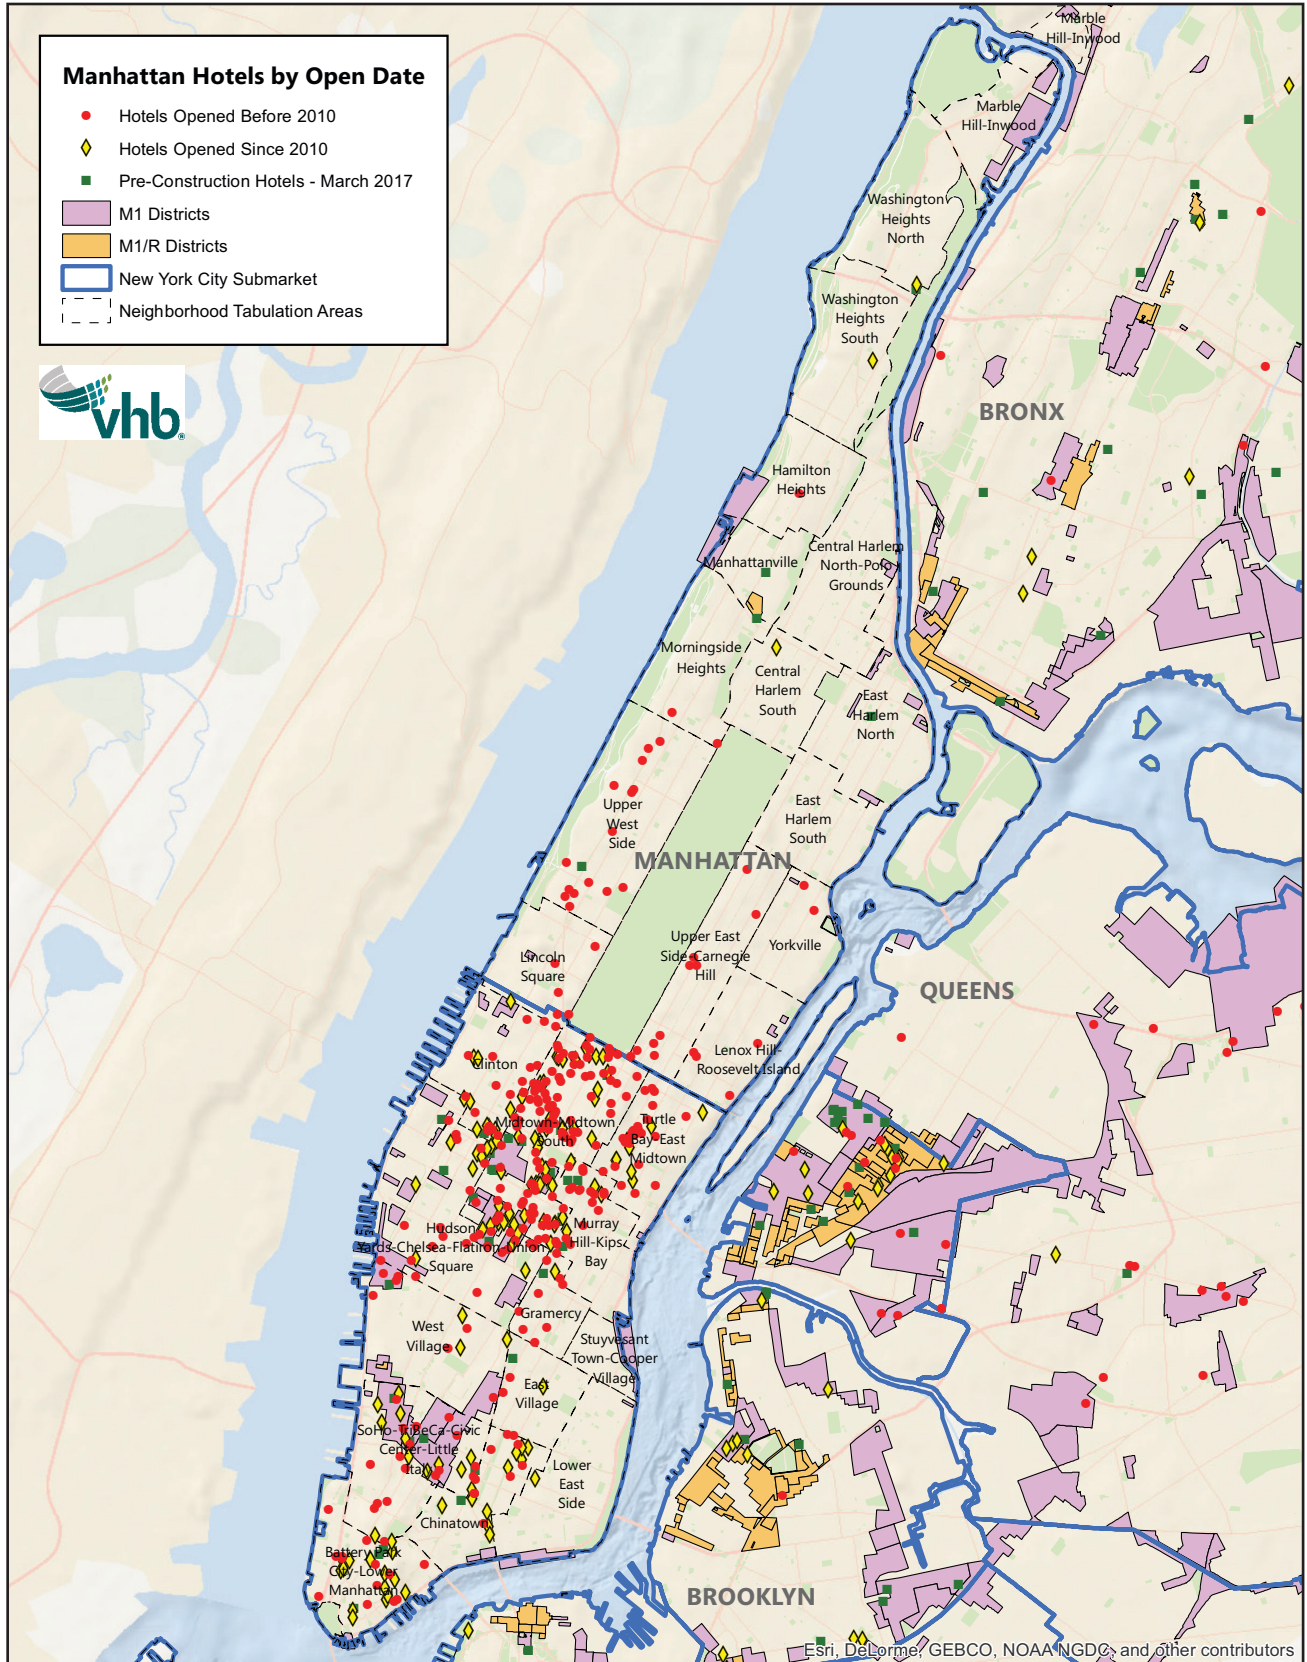 Manhattan Hotels by Open Date
Hotels Opened Before 2010
Hotels Opened Since 2010
Pre-Construction Hotels - March 2017
M1 Districts
M1/R Districts
New York City Submarket
Neighborhood Tabulation Areas
vhb®
Marble
Hill-Inwood
Marble
Hill-Inwood
Washington
Heights
North
Washington
Heights
South
BRONX
Hamilton
Heights
Manhattanville
Central Harlem
North-Polo
Grounds
Morningside
Heights
Central
Harlem
South
East
Harlem
North
Upper
West
Side
East
Harlem
South
MANHATTAN
Lincoln
Square
Upper East
Side-Carnegie
Hill
Yorkville
QUEENS
Clinton
Lenox Hill-
Roosevelt Island
Midtown-Midtown
South
Turtle
Bay-East
Midtown
Hudson
Yards-Chelsea-Flatiron-Union
Square
Murray
Hill-Kips
Bay
Gramercy
West
Village
Stuyvesant
Town-Cooper
Village
East
Village
SoHo-TriBeCa-Civic
Center-Little
Italy
Lower
East
Side
Chinatown
Battery Park
City-Lower
Manhattan
BROOKLYN
Esri, DeLorme, GEBCO, NOAA NGDC, and other contributors